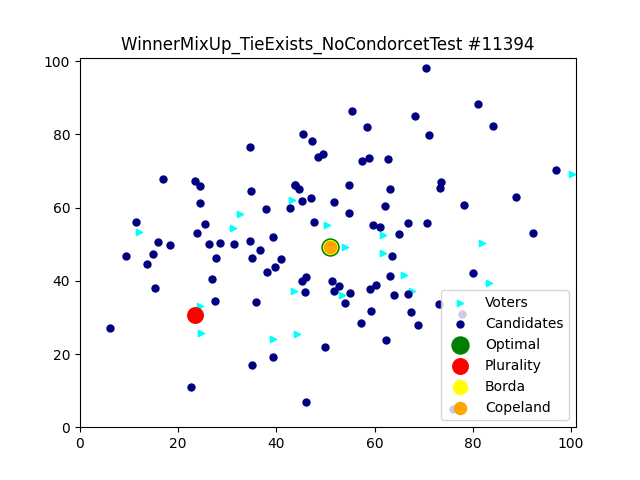 WinnerMixUp_TieExists_NoCondorcetTest #11394
100
80
60
40
20
0
0 20 40 60 80 100
Voters
Candidates
Optimal
Plurality
Borda
Copeland